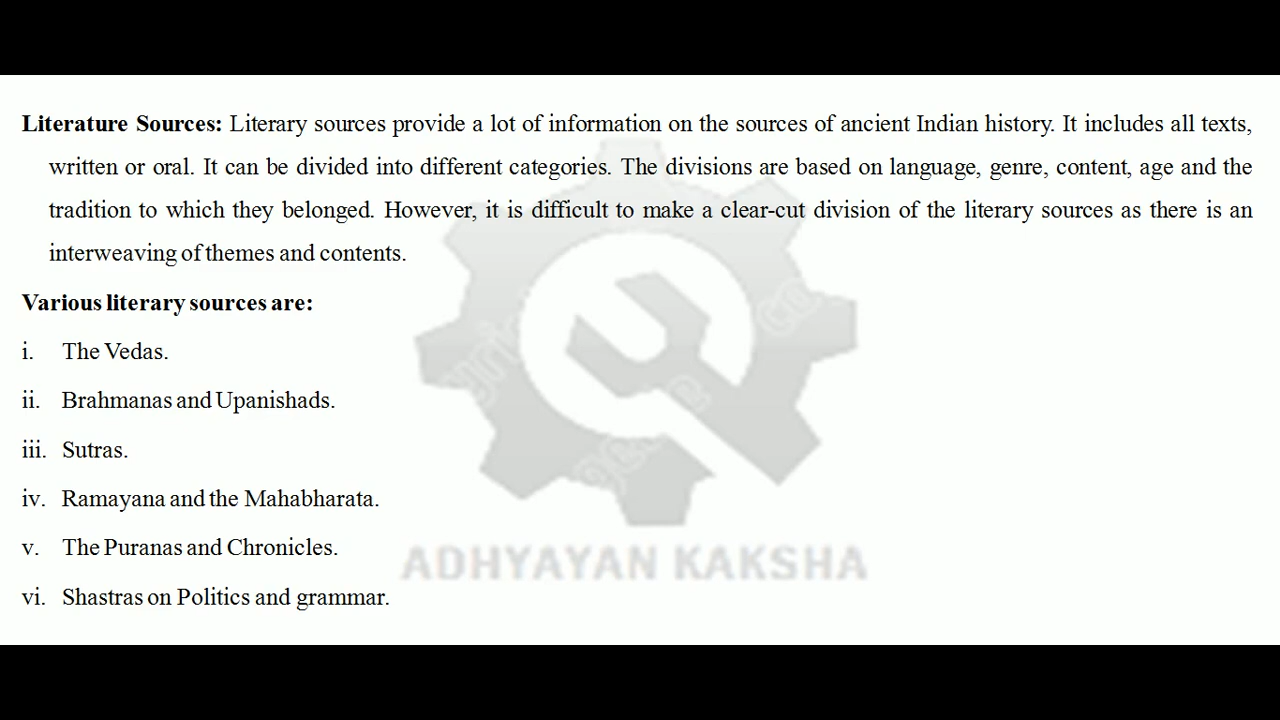 Literature Sources: Literary sources provide a lot of information on the sources of ancient Indian history. It includes all texts,
written or oral. It can be divided into different categories. The divisions are based on language, genre, content, age and the
tradition to which they belonged. However, it is difficult to make a clear-cut division of the literary sources as there is an
interweaving of themes and contents.
Various literary sources are:
i. The Vedas.
ii. Brahmanas and Upanishads.
iii. Sutras.
iv. Ramayana and the Mahabharata.
v. The Puranas and Chronicles.
ADHYAYAN KAKSHA
vi. Shastras on Politics and grammar.